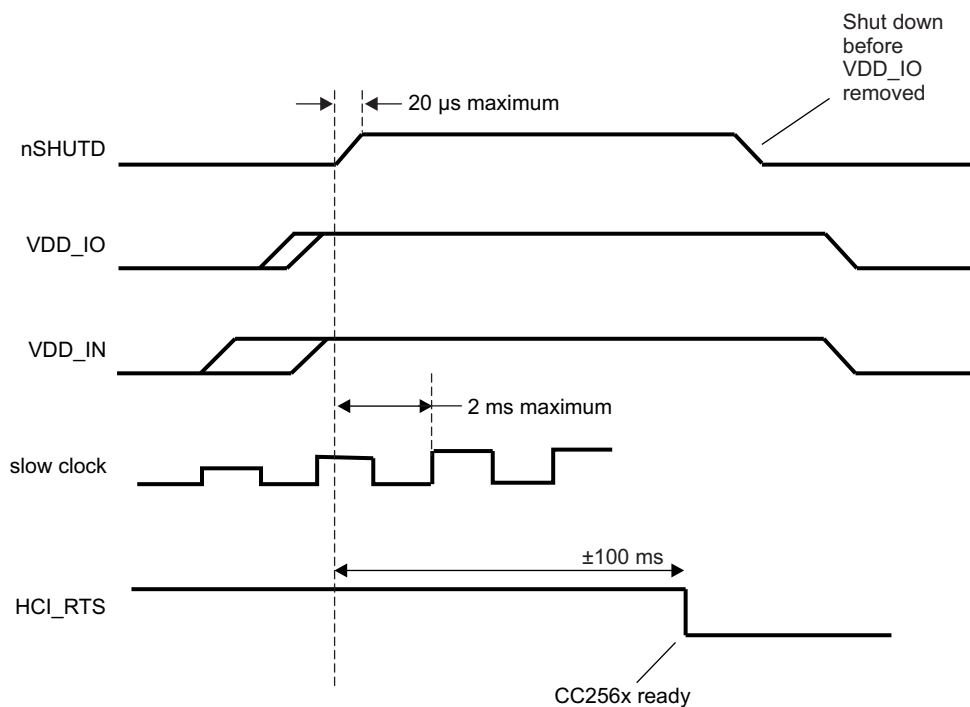 Shut down
before
VDD_IO
removed
20 µs maximum
nSHUTD
VDD_IO
VDD_IN
2 ms maximum
slow clock
±100 ms
HCI_RTS
CC256x ready